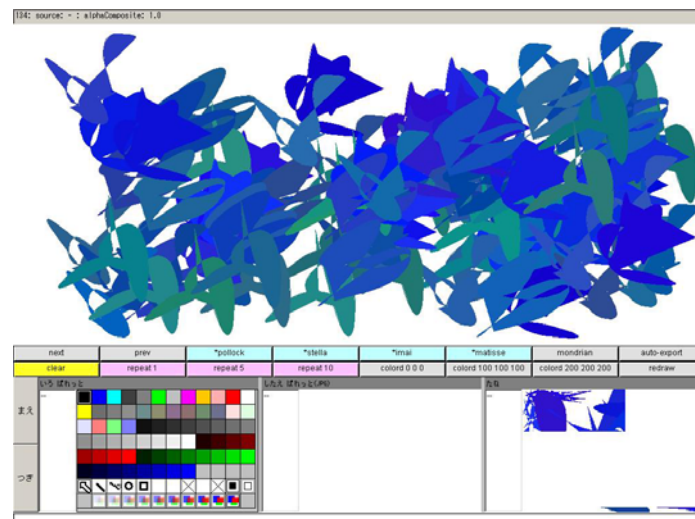 134: source: - : alphaComposite: 1.0
next prev *pollock *stella *imai *matisse mondrian auto-export
clear repeat 1 repeat 5 repeat 10 colord 0 0 0 colord 100 100 100 colord 200 200 200 redraw
まえ
つぎ
いろ ぱれっと
したえ ぱれっと(JPG)
たね